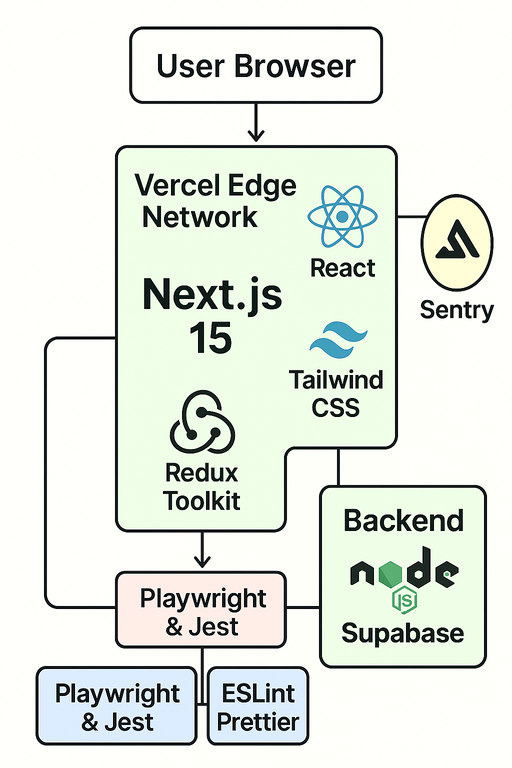 User Browser
Vercel Edge
Network
React
Next.js
15
Sentry
Tailwind
CSS
Redux
Toolkit
Backend
node
JS
Supabase
Playwright
& Jest
Playwright
& Jest
ESLint
Prettier